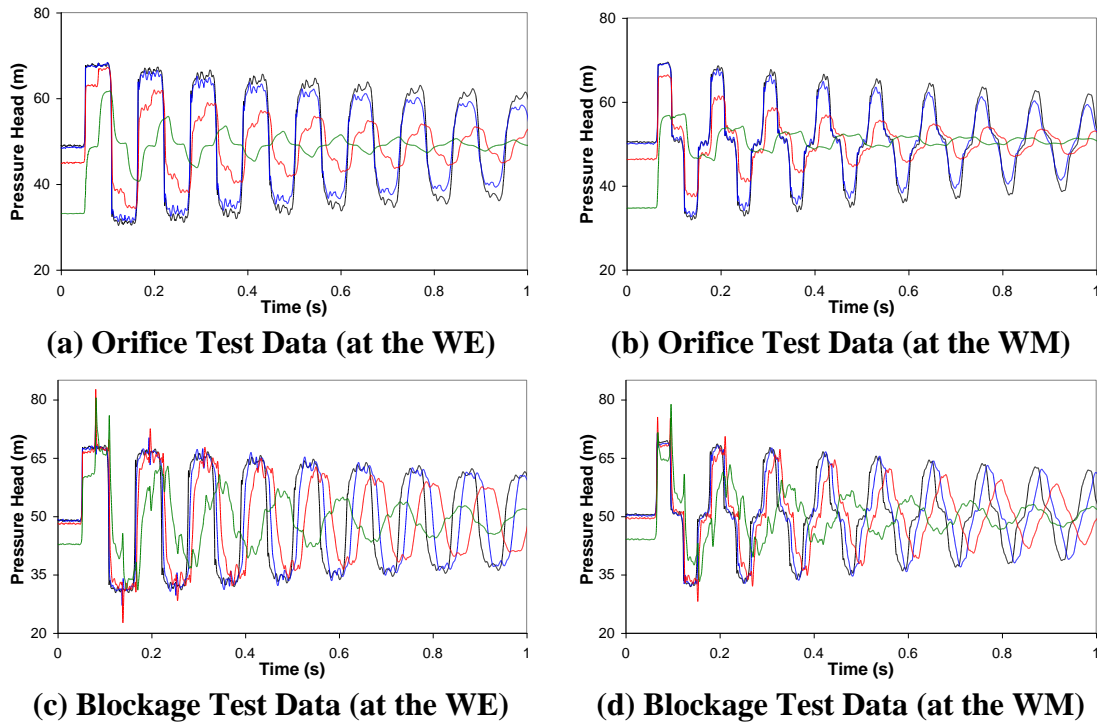 80
60
40
20
Pressure Head (m)
0 0.2 0.4 0.6 0.8 1
Time (s)
(a) Orifice Test Data (at the WE)
80
60
40
20
Pressure Head (m)
0 0.2 0.4 0.6 0.8 1
Time (s)
(b) Orifice Test Data (at the WM)
80
65
50
35
20
Pressure Head (m)
0 0.2 0.4 0.6 0.8 1
Time (s)
(c) Blockage Test Data (at the WE)
80
65
50
35
20
Pressure Head (m)
0 0.2 0.4 0.6 0.8 1
Time (s)
(d) Blockage Test Data (at the WM)